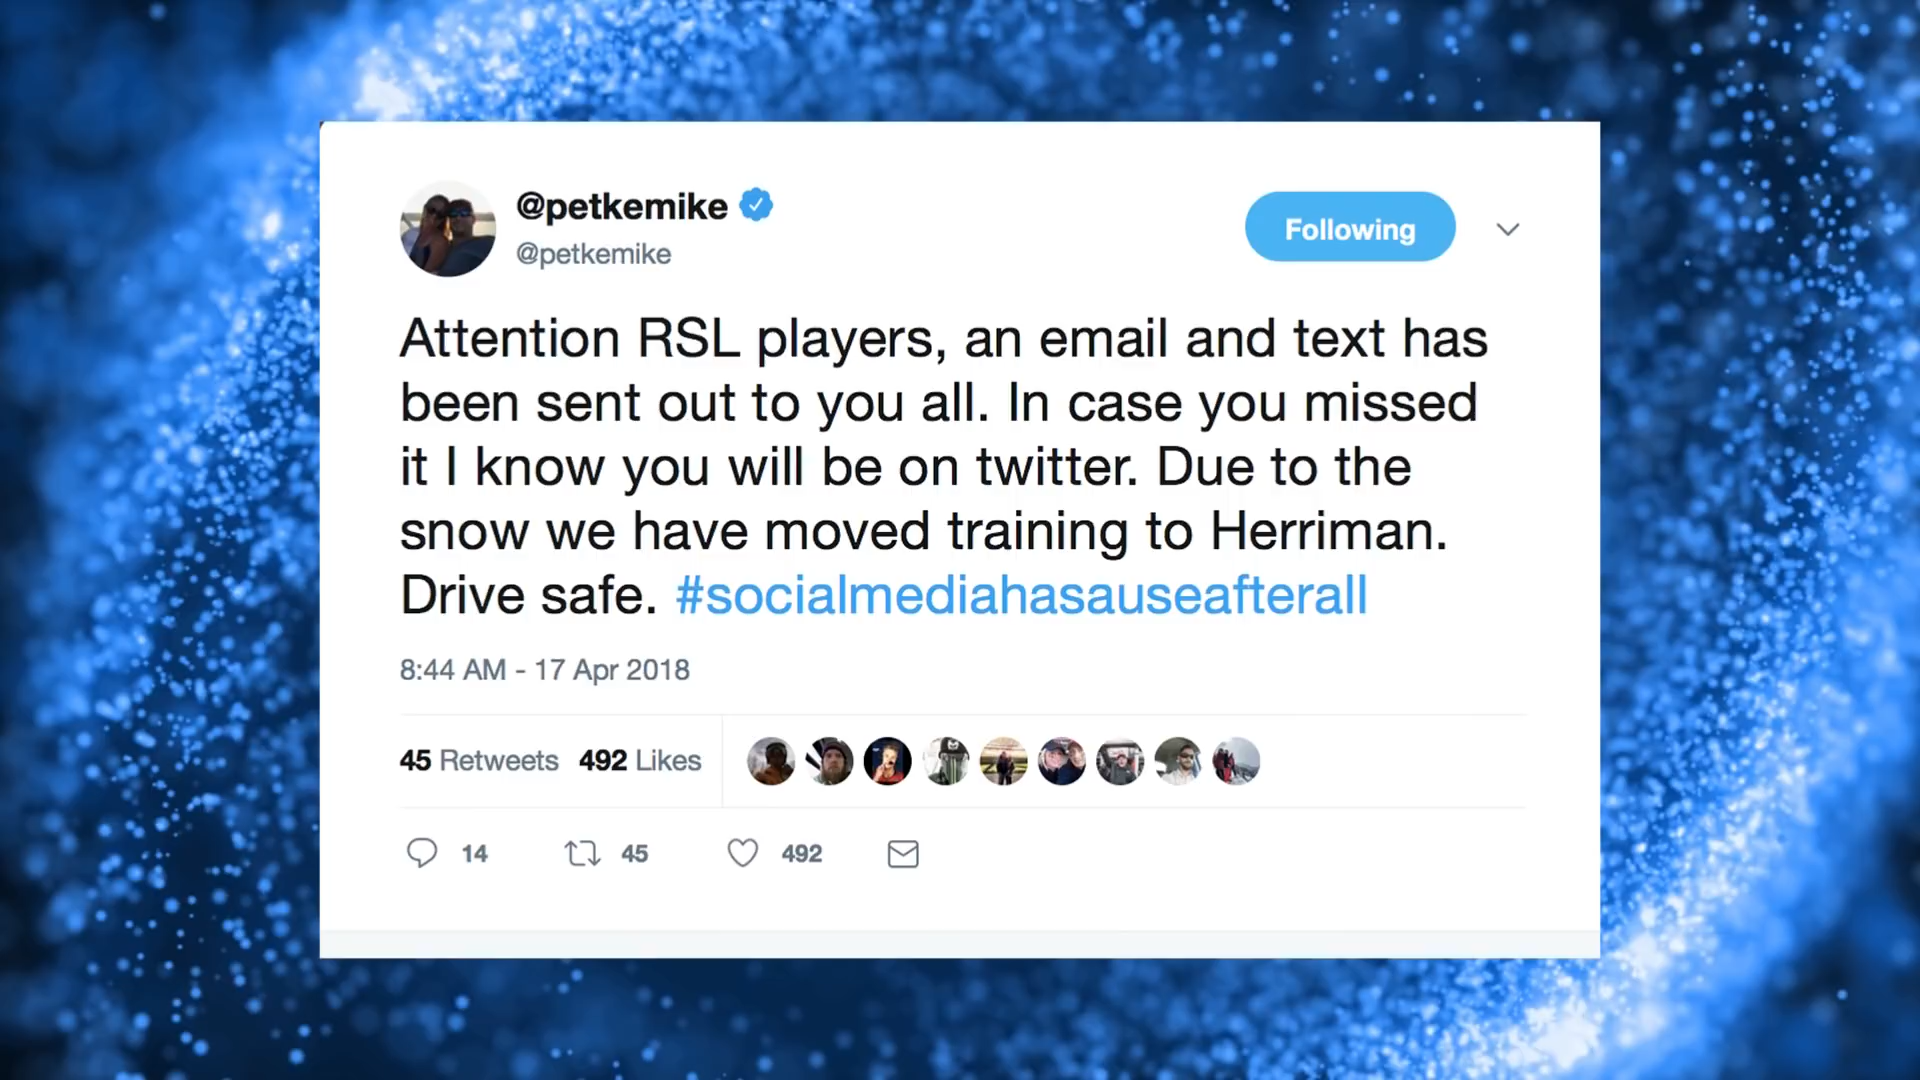 @petkemike
@petkemike
Following
Attention RSL players, an email and text has
been sent out to you all. In case you missed
it I know you will be on twitter. Due to the
snow we have moved training to Herriman.
Drive safe. #socialmediahasauseafterall
8:44 AM - 17 Apr 2018
45 Retweets 492 Likes
14 45 492